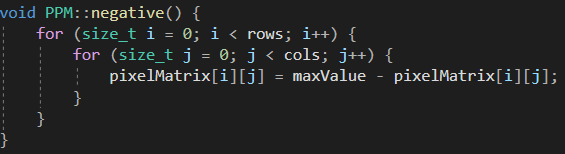 void PPM::negative() {
    for (size_t i = 0; i < rows; i++) {
        for (size_t j = 0; j < cols; j++) {
            pixelMatrix[i][j] = maxValue - pixelMatrix[i][j];
        }
    }
}